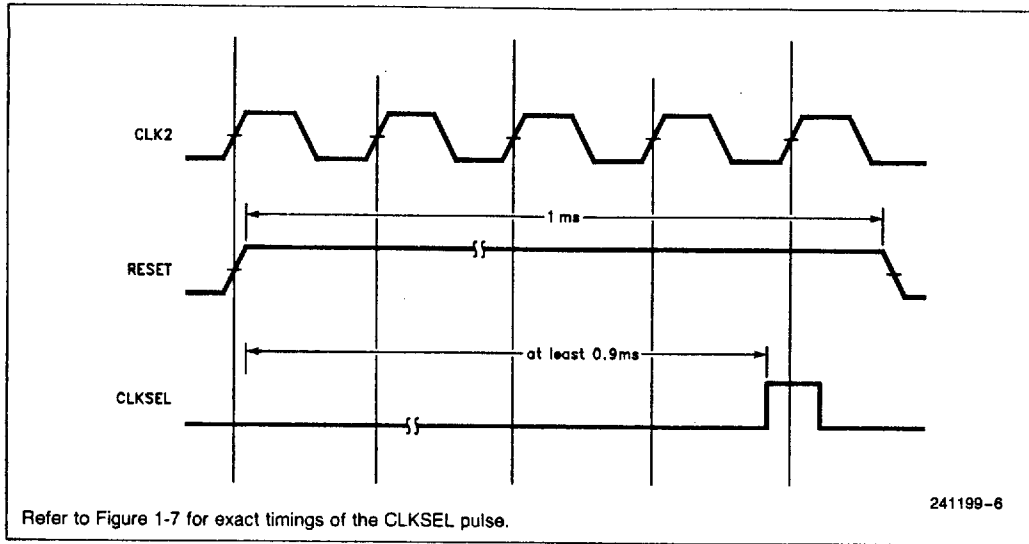 CLK2
1 ms
RESET
at least 0.9ms
CLKSEL
241199-6
Refer to Figure 1-7 for exact timings of the CLKSEL pulse.